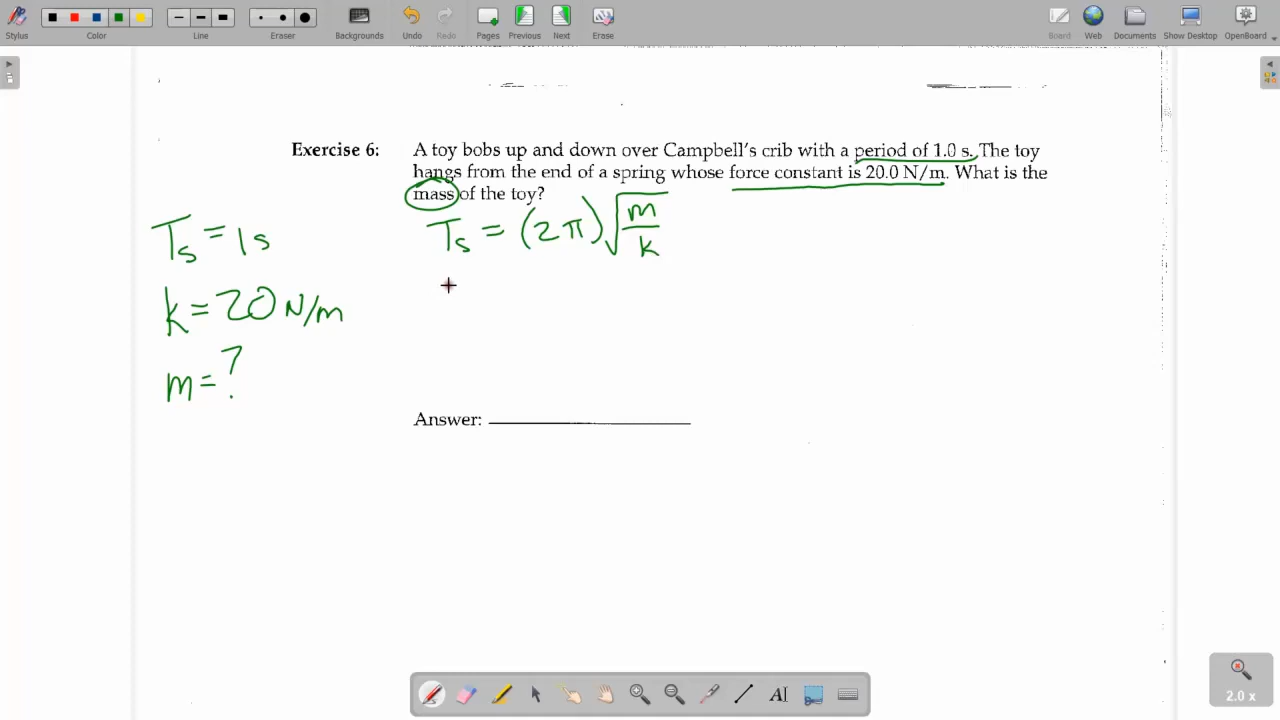 Stylus Color Line Eraser Backgrounds Undo Redo Pages Previous Next Erase Board Web Documents Show Desktop OpenBoard
Exercise 6: A toy bobs up and down over Campbell's crib with a period of 1.0 s. The toy
hangs from the end of a spring whose force constant is 20.0 N/m. What is the
mass of the toy?
Ts = 1s
Ts = (2π)√(m/k)
k = 20 N/m
m = ?
Answer:
AI
2.0 x